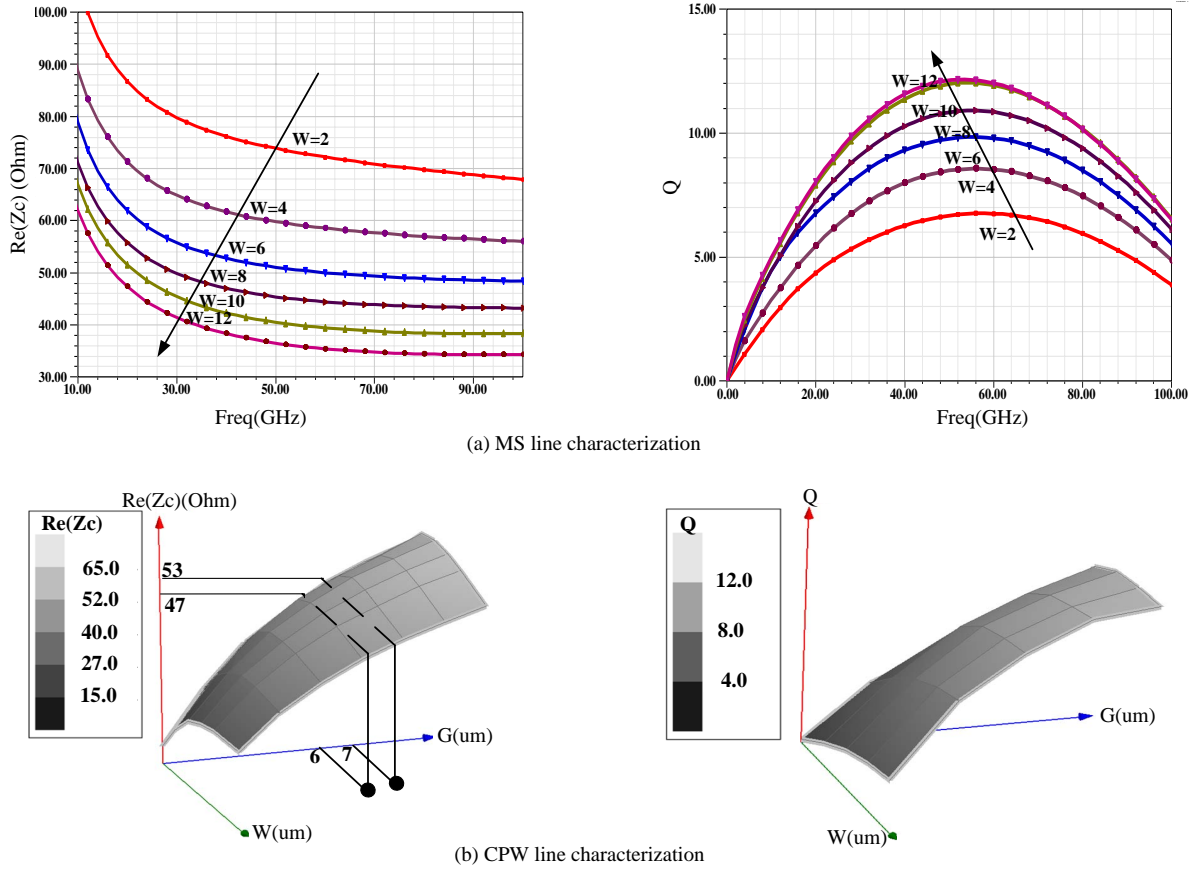 100.00
90.00
80.00
70.00
60.00
50.00
40.00
30.00
Re(Zc) (Ohm)
W=2
W=4
W=6
W=8
W=10
W=12
10.00 30.00 50.00 70.00 90.00
Freq(GHz)
15.00
10.00
5.00
0.00
Q
W=12
W=10
W=8
W=6
W=4
W=2
0.00 20.00 40.00 60.00 80.00 100.00
Freq(GHz)
(a) MS line characterization
Re(Zc)(Ohm)
Re(Zc)
65.0
52.0
40.0
27.0
15.0
53
47
6 7
G(um)
W(um)
Q
Q
12.0
8.0
4.0
G(um)
W(um)
(b) CPW line characterization